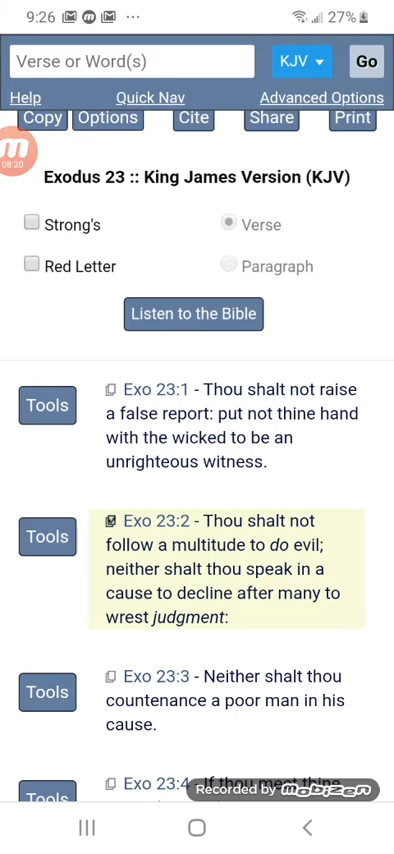 9:26 27%
Verse or Word(s) KJV Go
Help Quick Nav Advanced Options
Copy Options Cite Share Print
08:20
Exodus 23 :: King James Version (KJV)
Strong's Verse
Red Letter Paragraph
Listen to the Bible
Tools
Exo 23:1 - Thou shalt not raise
a false report: put not thine hand
with the wicked to be an
unrighteous witness.
Tools
Exo 23:2 - Thou shalt not
follow a multitude to do evil;
neither shalt thou speak in a
cause to decline after many to
wrest judgment:
Tools
Exo 23:3 - Neither shalt thou
countenance a poor man in his
cause.
Tools
Exo 23:4 - If thou meet thine
Recorded by mobizen